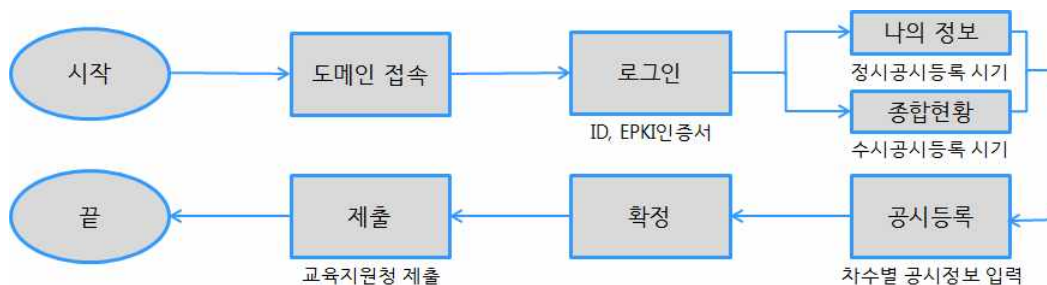 시작
도메인 접속
로그인
ID, EPKI인증서
나의 정보
정시공시등록 시기
종합현황
수시공시등록 시기
공시등록
차수별 공시정보 입력
확정
제출
교육지원청 제출
끝